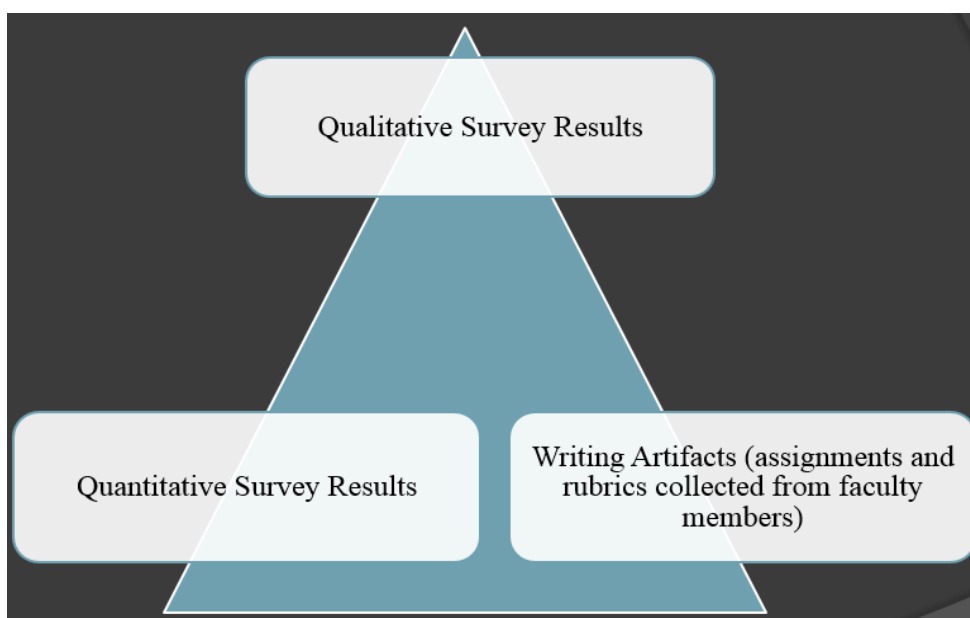 Qualitative Survey Results
Quantitative Survey Results
Writing Artifacts (assignments and
rubrics collected from faculty
members)